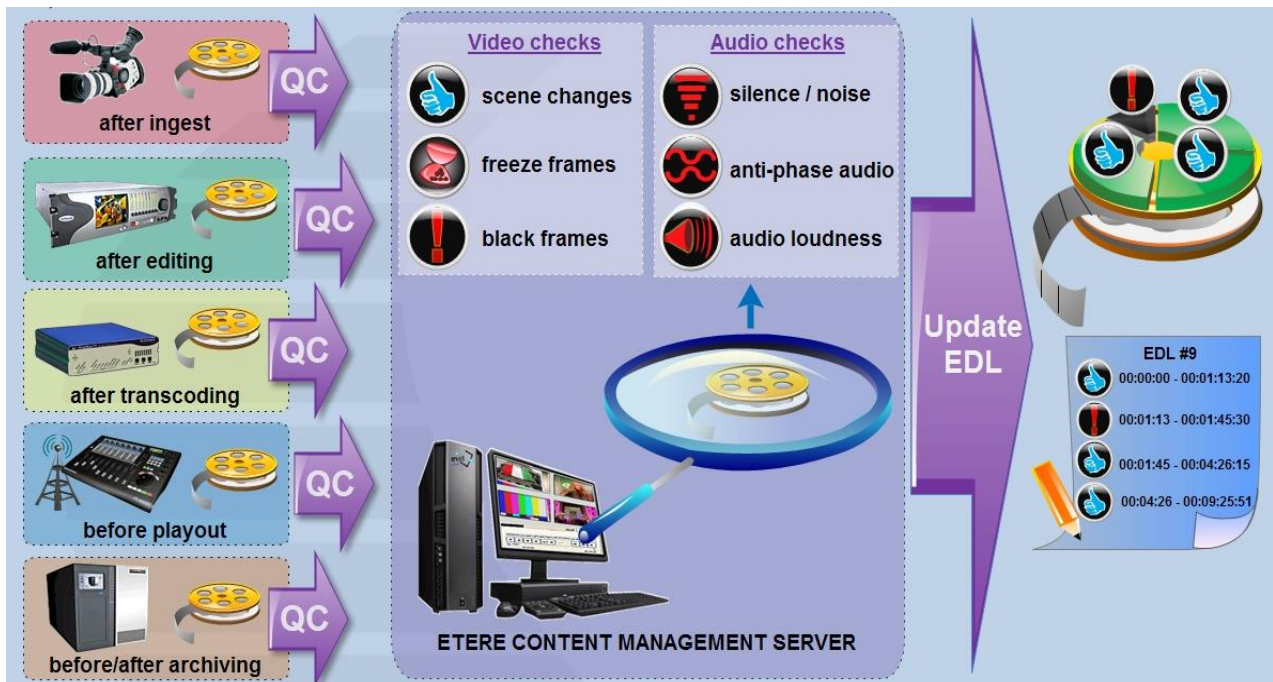 QC
after ingest
QC
after editing
QC
after transcoding
QC
before playout
QC
before/after archiving
Video checks
scene changes
freeze frames
black frames
Audio checks
silence / noise
anti-phase audio
audio loudness
ETERE CONTENT MANAGEMENT SERVER
Update
EDL
EDL #9
00:00:00 - 00:01:13:20
00:01:13 - 00:01:45:30
00:01:45 - 00:04:26:15
00:04:26 - 00:09:25:51